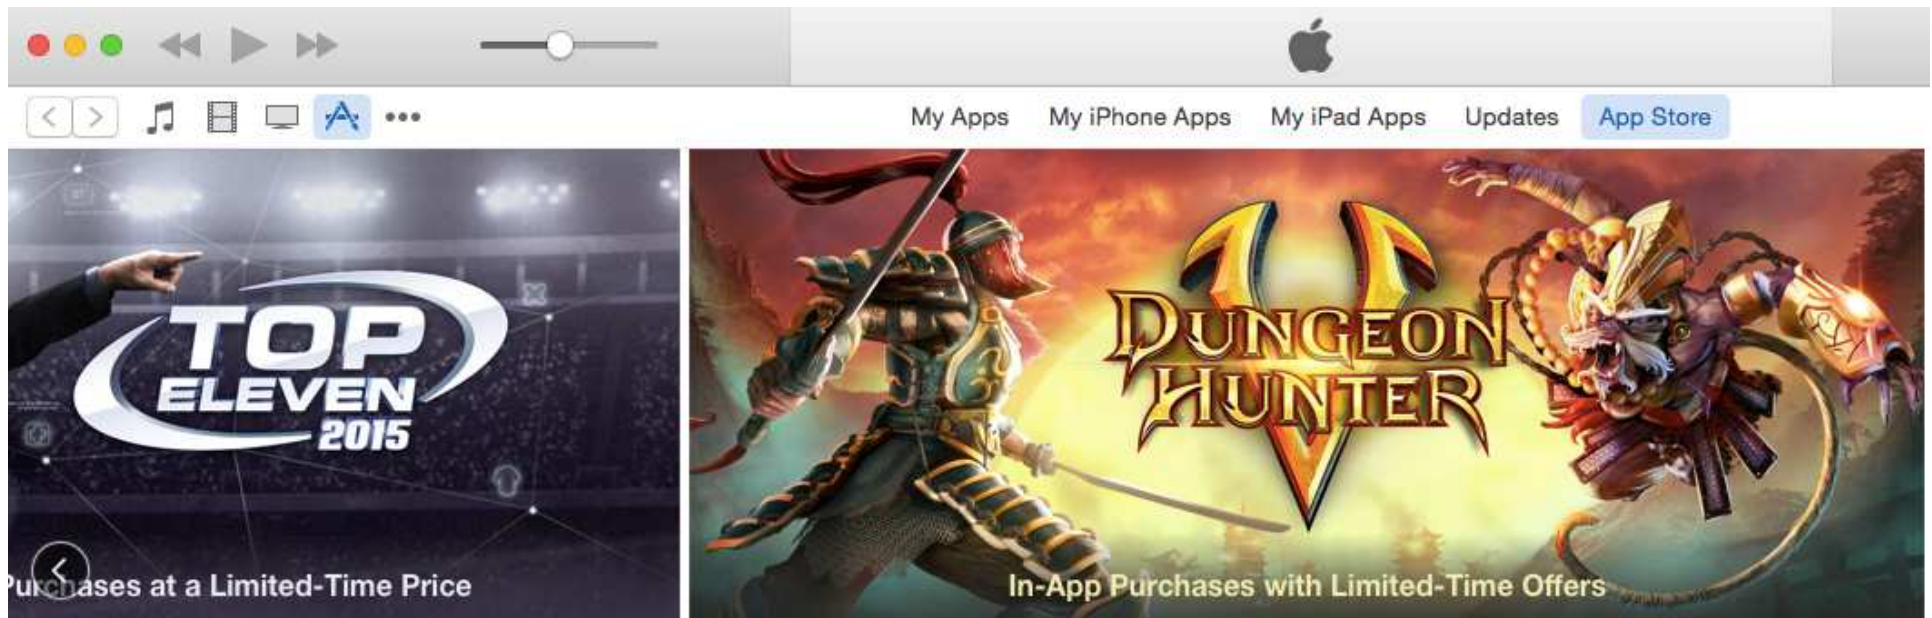 My Apps
My iPhone Apps
My iPad Apps
Updates
App Store
TOP
ELEVEN
2015
Purchases at a Limited-Time Price
DUNGEON
HUNTER
V
In-App Purchases with Limited-Time Offers